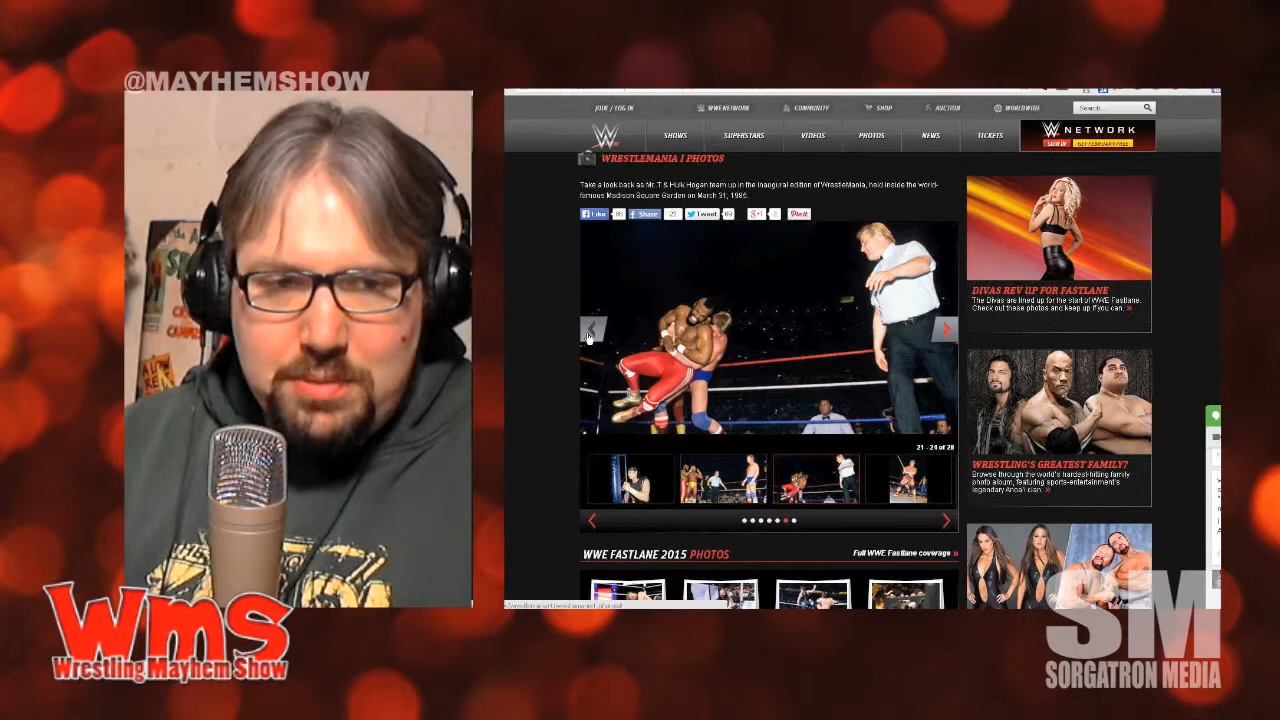 @MAYHEMSHOW
JOIN / LOG IN
WWE NETWORK
COMMUNITY
SHOP
AUCTION
WORLDWIDE
Search...
W
SHOWS
SUPERSTARS
VIDEOS
PHOTOS
NEWS
TICKETS
W NETWORK
SIGN IN
GET FEBRUARY FREE
WRESTLEMANIA I PHOTOS
Take a look back as Mr. T & Hulk Hogan team up in the inaugural edition of WrestleMania, held inside the world-
famous Madison Square Garden on March 31, 1985.
Like
Share
Tweet
Pin It
DIVAS REV UP FOR FASTLANE
The Divas are lined up for the start of WWE Fastlane.
Check out these photos and keep up if you can. »
21 - 24 of 28
WRESTLING'S GREATEST FAMILY?
Browse through the world's hardest-hitting family
photo album, featuring sports-entertainment's
legendary Anoa'i clan. »
WWE FASTLANE 2015 PHOTOS
Full WWE Fastlane coverage »
wms
Wrestling Mayhem Show
SM
SORGATRON MEDIA